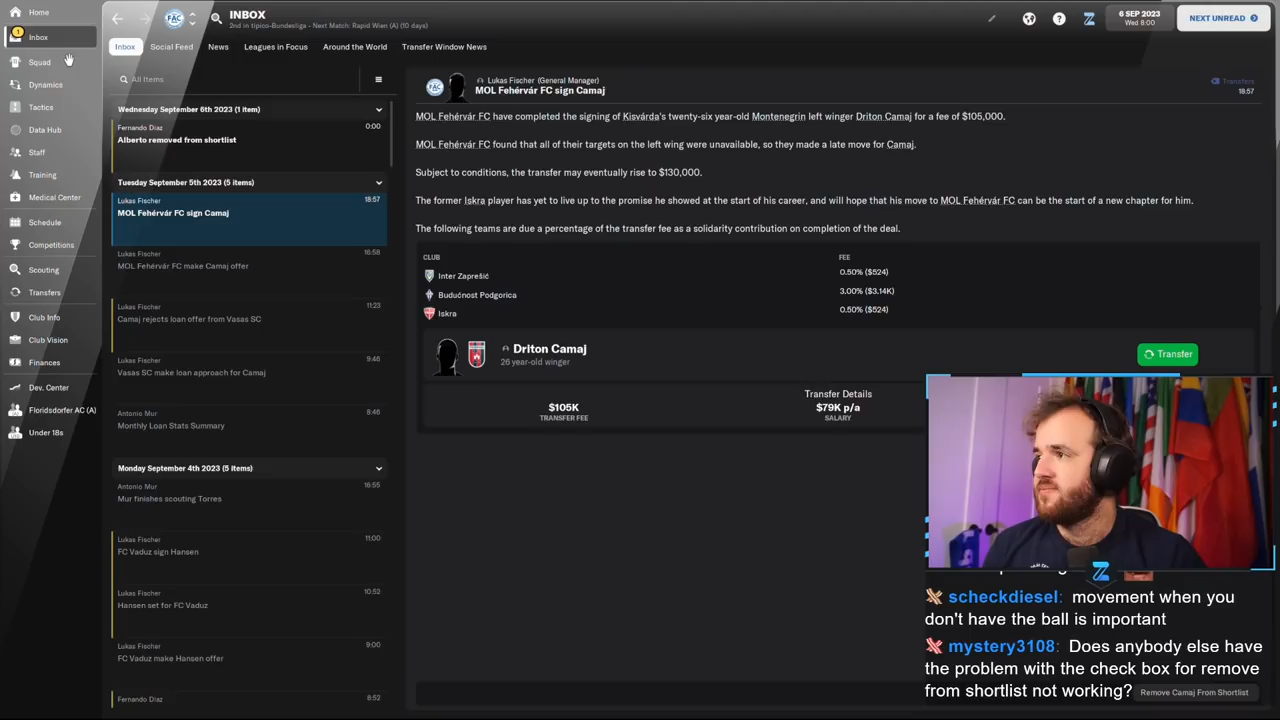 Home
Inbox
Squad
Dynamics
Tactics
Data Hub
Staff
Training
Medical Center
Schedule
Competitions
Scouting
Transfers
Club Info
Club Vision
Finances
Dev. Center
Floridsdorfer AC (A)
Under 18s
1
FAC
INBOX
2nd in tipico-Bundesliga - Next Match: Rapid Wien (A) (10 days)
6 SEP 2023
Wed 8:00
NEXT UNREAD
Inbox
Social Feed
News
Leagues in Focus
Around the World
Transfer Window News
All Items
Wednesday September 6th 2023 (1 item)
Fernando Díaz 0:00
Alberto removed from shortlist
Tuesday September 5th 2023 (5 items)
Lukas Fischer 18:57
MOL Fehérvár FC sign Camaj
Lukas Fischer 16:58
MOL Fehérvár FC make Camaj offer
Lukas Fischer 11:23
Camaj rejects loan offer from Vasas SC
Lukas Fischer 9:46
Vasas SC make loan approach for Camaj
Antonio Mur 8:46
Monthly Loan Stats Summary
Monday September 4th 2023 (5 items)
Antonio Mur 16:55
Mur finishes scouting Torres
Lukas Fischer 11:00
FC Vaduz sign Hansen
Lukas Fischer 10:52
Hansen set for FC Vaduz
Lukas Fischer 9:00
FC Vaduz make Hansen offer
Fernando Díaz 8:52
FAC
Lukas Fischer (General Manager)
MOL Fehérvár FC sign Camaj
Transfers
18:57
MOL Fehérvár FC have completed the signing of Kisvárda's twenty-six year-old Montenegrin left winger Driton Camaj for a fee of $105,000.
MOL Fehérvár FC found that all of their targets on the left wing were unavailable, so they made a late move for Camaj.
Subject to conditions, the transfer may eventually rise to $130,000.
The former Iskra player has yet to live up to the promise he showed at the start of his career, and will hope that his move to MOL Fehérvár FC can be the start of a new chapter for him.
The following teams are due a percentage of the transfer fee as a solidarity contribution on completion of the deal.
CLUB FEE
Inter Zaprešić 0.50% ($524)
Budućnost Podgorica 3.00% ($3.14K)
Iskra 0.50% ($524)
Driton Camaj
26 year-old winger
Transfer
Transfer Details
$105K
TRANSFER FEE
$79K p/a
SALARY
scheckdiesel: movement when you
don't have the ball is important
mystery3108: Does anybody else have
the problem with the check box for remove
from shortlist not working?
Remove Camaj From Shortlist